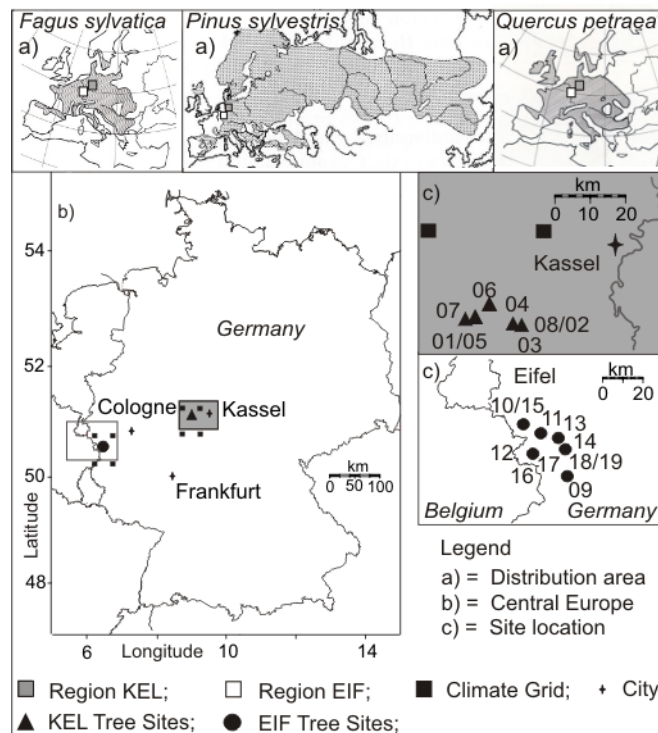 Fagus sylvatica
Pinus sylvestris
Quercus petraea
a)
a)
a)
b)
54
52
50
48
Latitude
Germany
Cologne
Kassel
Frankfurt
km
0 50 100
6 Longitude 10 14
c)
km
0 10 20
Kassel
06
07 04
01/05 08/02
03
c)
Eifel
km
0 20
10/15 11 13
14
12 17 18/19
16 09
Belgium Germany
Legend
a) = Distribution area
b) = Central Europe
c) = Site location
Region KEL; Region EIF; Climate Grid; City
KEL Tree Sites; EIF Tree Sites;